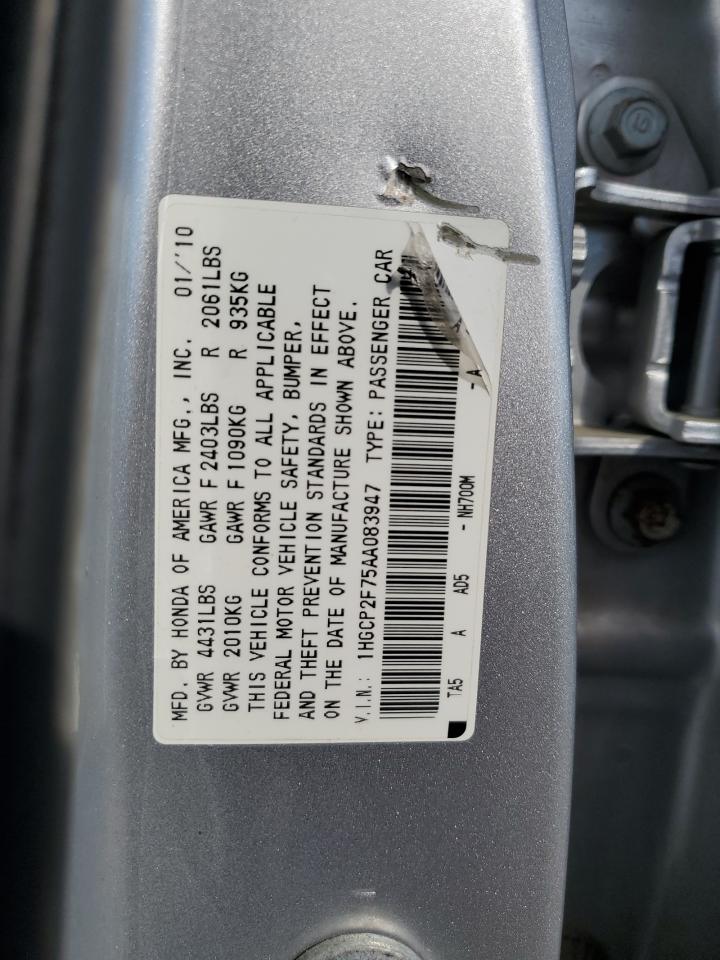 MFD. BY HONDA OF AMERICA MFG., INC. 01/'10
GVWR 4431LBS GAWR F 2403LBS R 2061LBS
GVWR 2010KG GAWR F 1090KG R 935KG
THIS VEHICLE CONFORMS TO ALL APPLICABLE
FEDERAL MOTOR VEHICLE SAFETY, BUMPER,
AND THEFT PREVENTION STANDARDS IN EFFECT
ON THE DATE OF MANUFACTURE SHOWN ABOVE.
V.I.N.: 1HGCP2F75AA083947 TYPE: PASSENGER CAR
TA5 A AD5 - NH700M - A